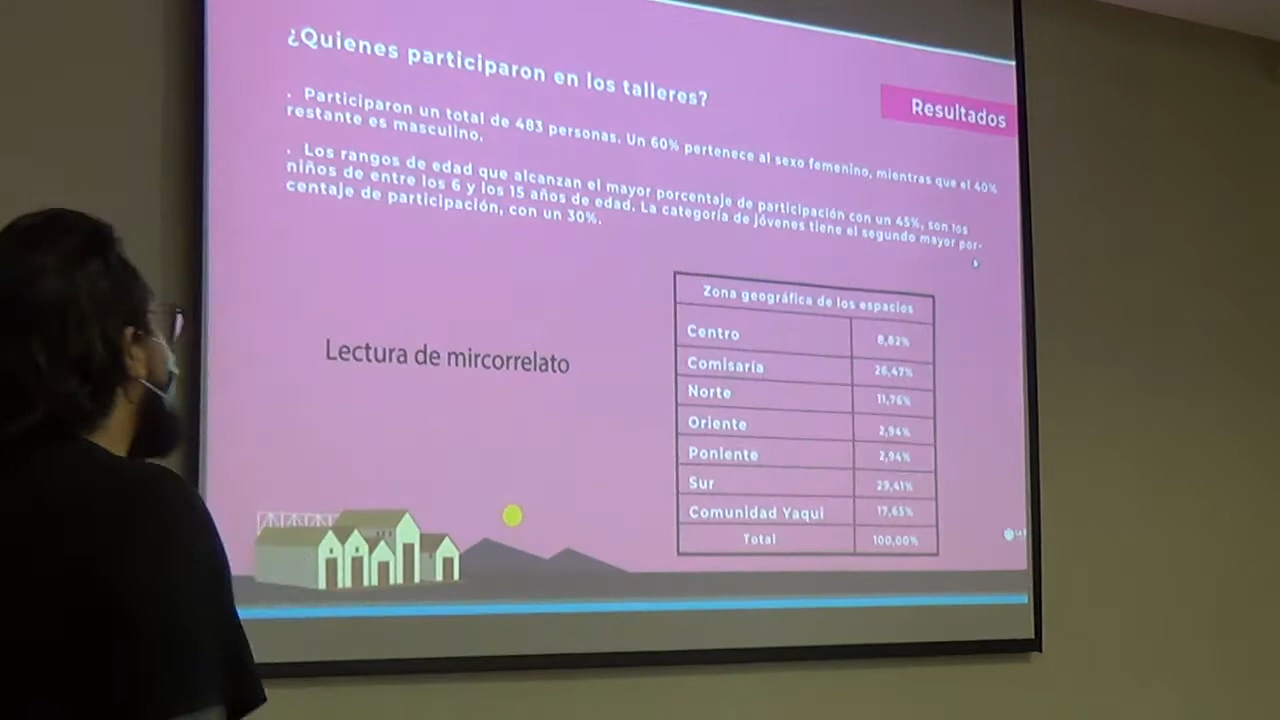 ¿Quienes participaron en los talleres?
Resultados
. Participaron un total de 483 personas. Un 60% pertenece al sexo femenino, mientras que el 40%
restante es masculino.
. Los rangos de edad que alcanzan el mayor porcentaje de participación con un 45%, son los
niños de entre los 6 y los 15 años de edad. La categoría de jóvenes tiene el segundo mayor por-
centaje de participación, con un 30%.
Lectura de mircorrelato
Zona geográfica de los espacios
Centro 8,82%
Comisaría 26,47%
Norte 11,76%
Oriente 2,94%
Poniente 2,94%
Sur 29,41%
Comunidad Yaqui 17,65%
Total 100,00%